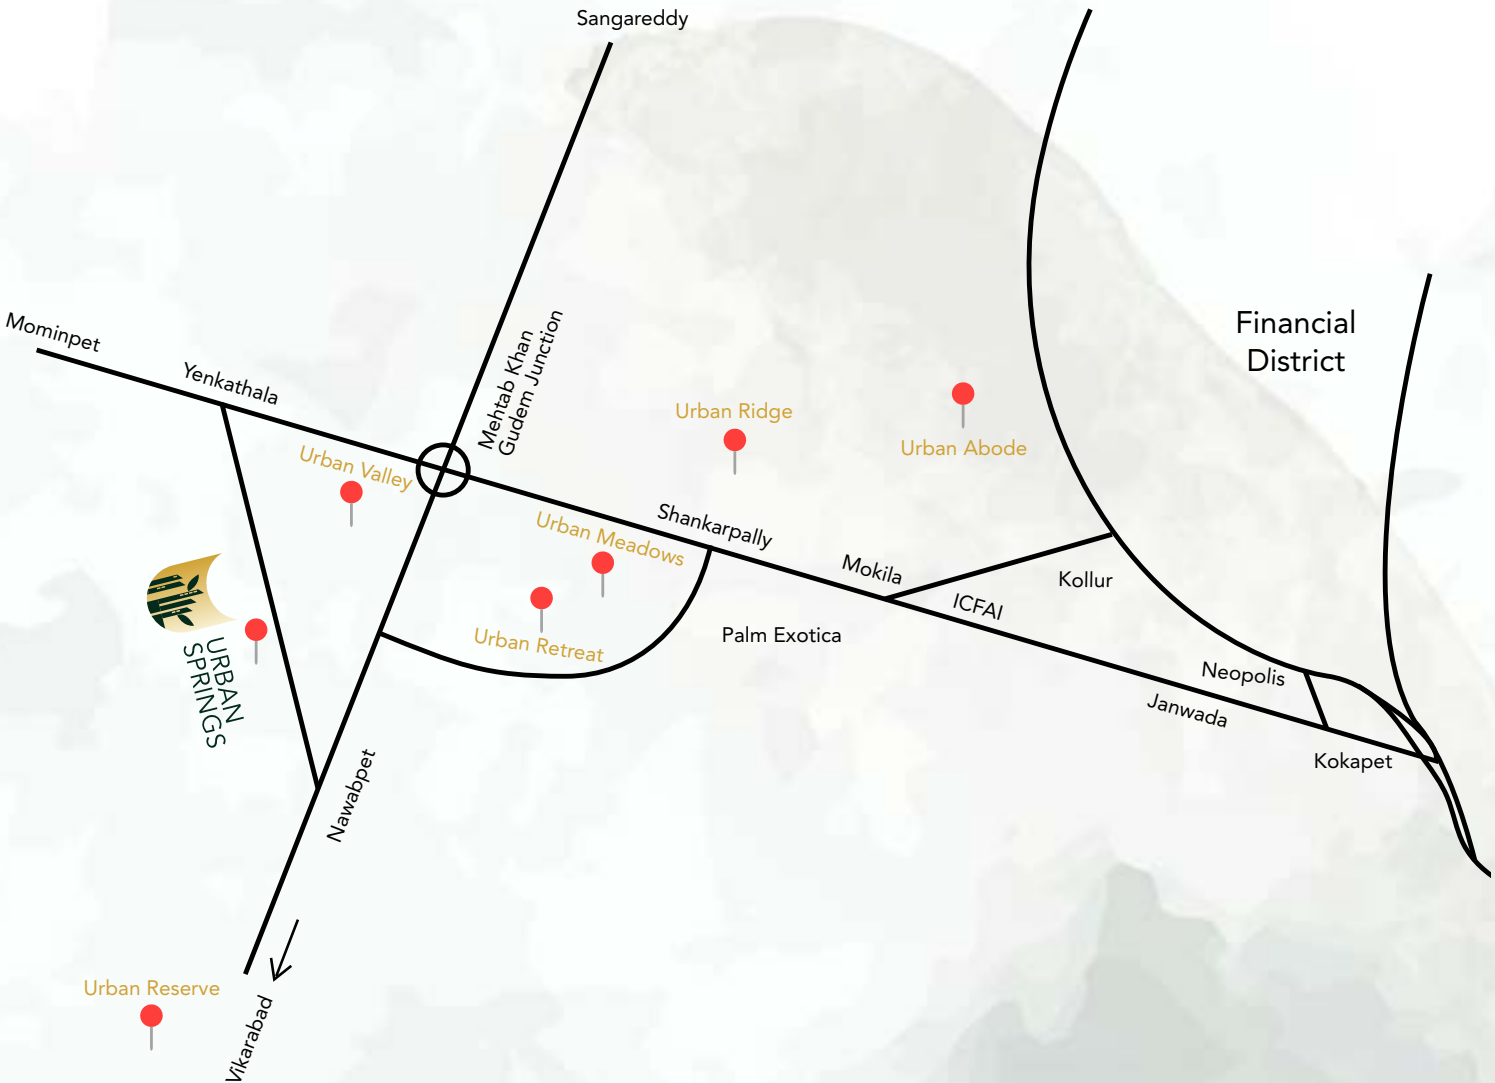 Sangareddy
Financial
District
Mominpet
Mehtab Khan
Gudem Junction
Yenkathala
Urban Ridge
Urban Abode
Urban Valley
Shankarpally
Urban Meadows
Mokila
Kollur
ICFAI
Palm Exotica
Urban Retreat
URBAN
SPRINGS
Neopolis
Janwada
Kokapet
Nawabpet
Urban Reserve
Vikarabad